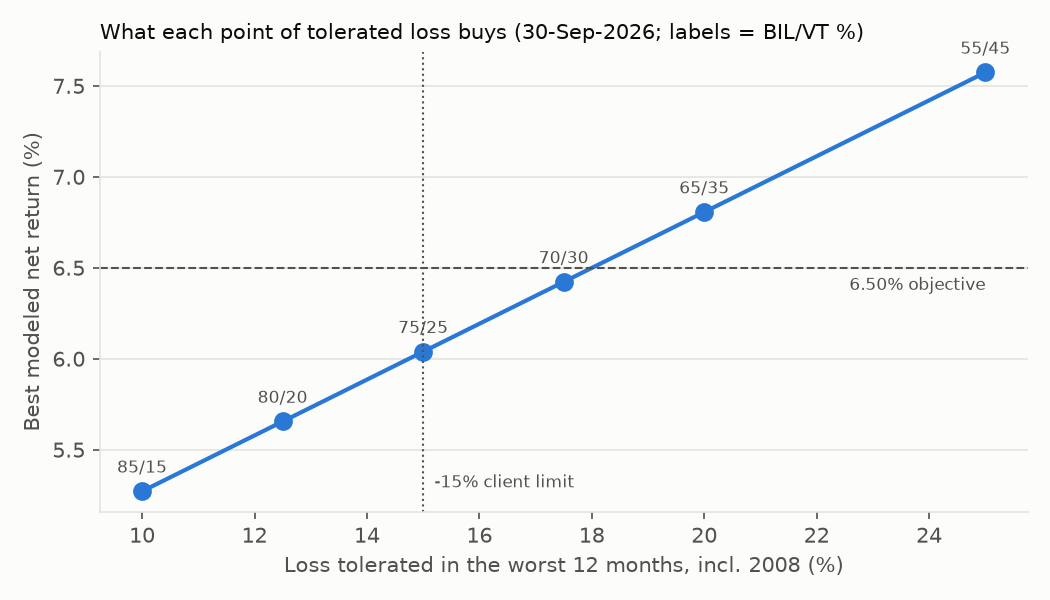 What each point of tolerated loss buys (30-Sep-2026; labels = BIL/VT %)
55/45
7.5
65/35
7.0
70/30
6.5
6.50% objective
75/25
6.0
80/20
5.5
85/15
-15% client limit
Best modeled net return (%)
10 12 14 16 18 20 22 24
Loss tolerated in the worst 12 months, incl. 2008 (%)